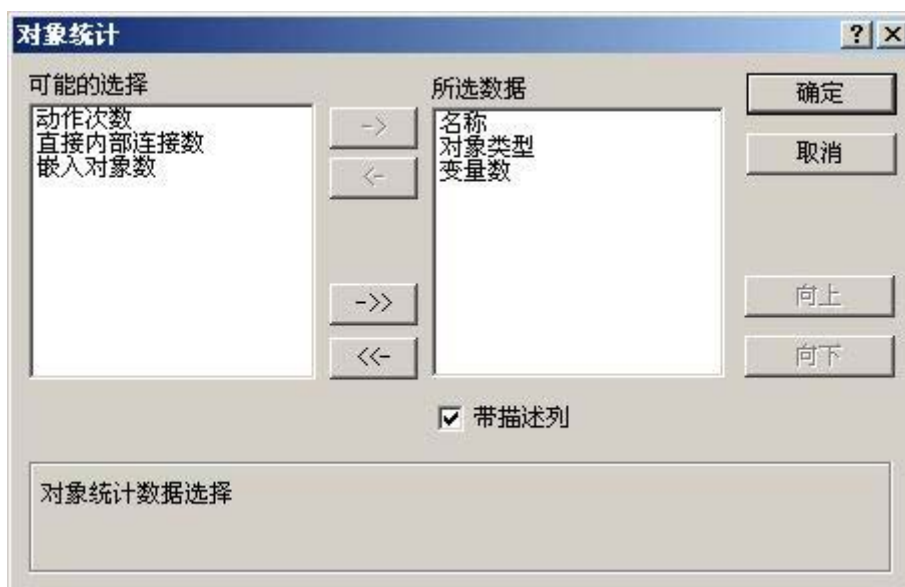 对象统计
可能的选择
动作次数
直接内部连接数
嵌入对象数
->
<-
->>
<<-
所选数据
名称
对象类型
变量数
确定
取消
向上
向下
带描述列
对象统计数据选择